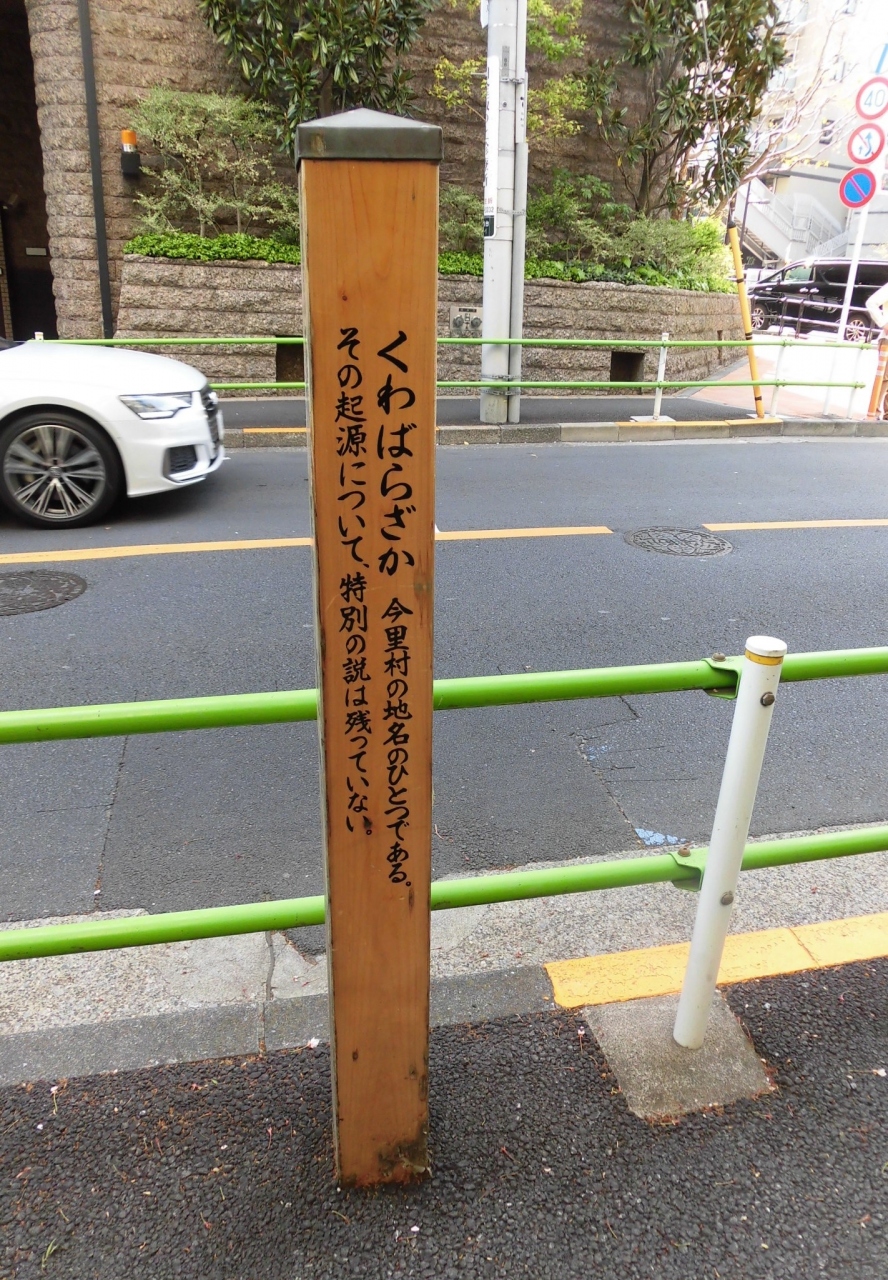 くわばらざか 今里村の地名のひとつである。
その起源について、特別の説は残っていない。
40